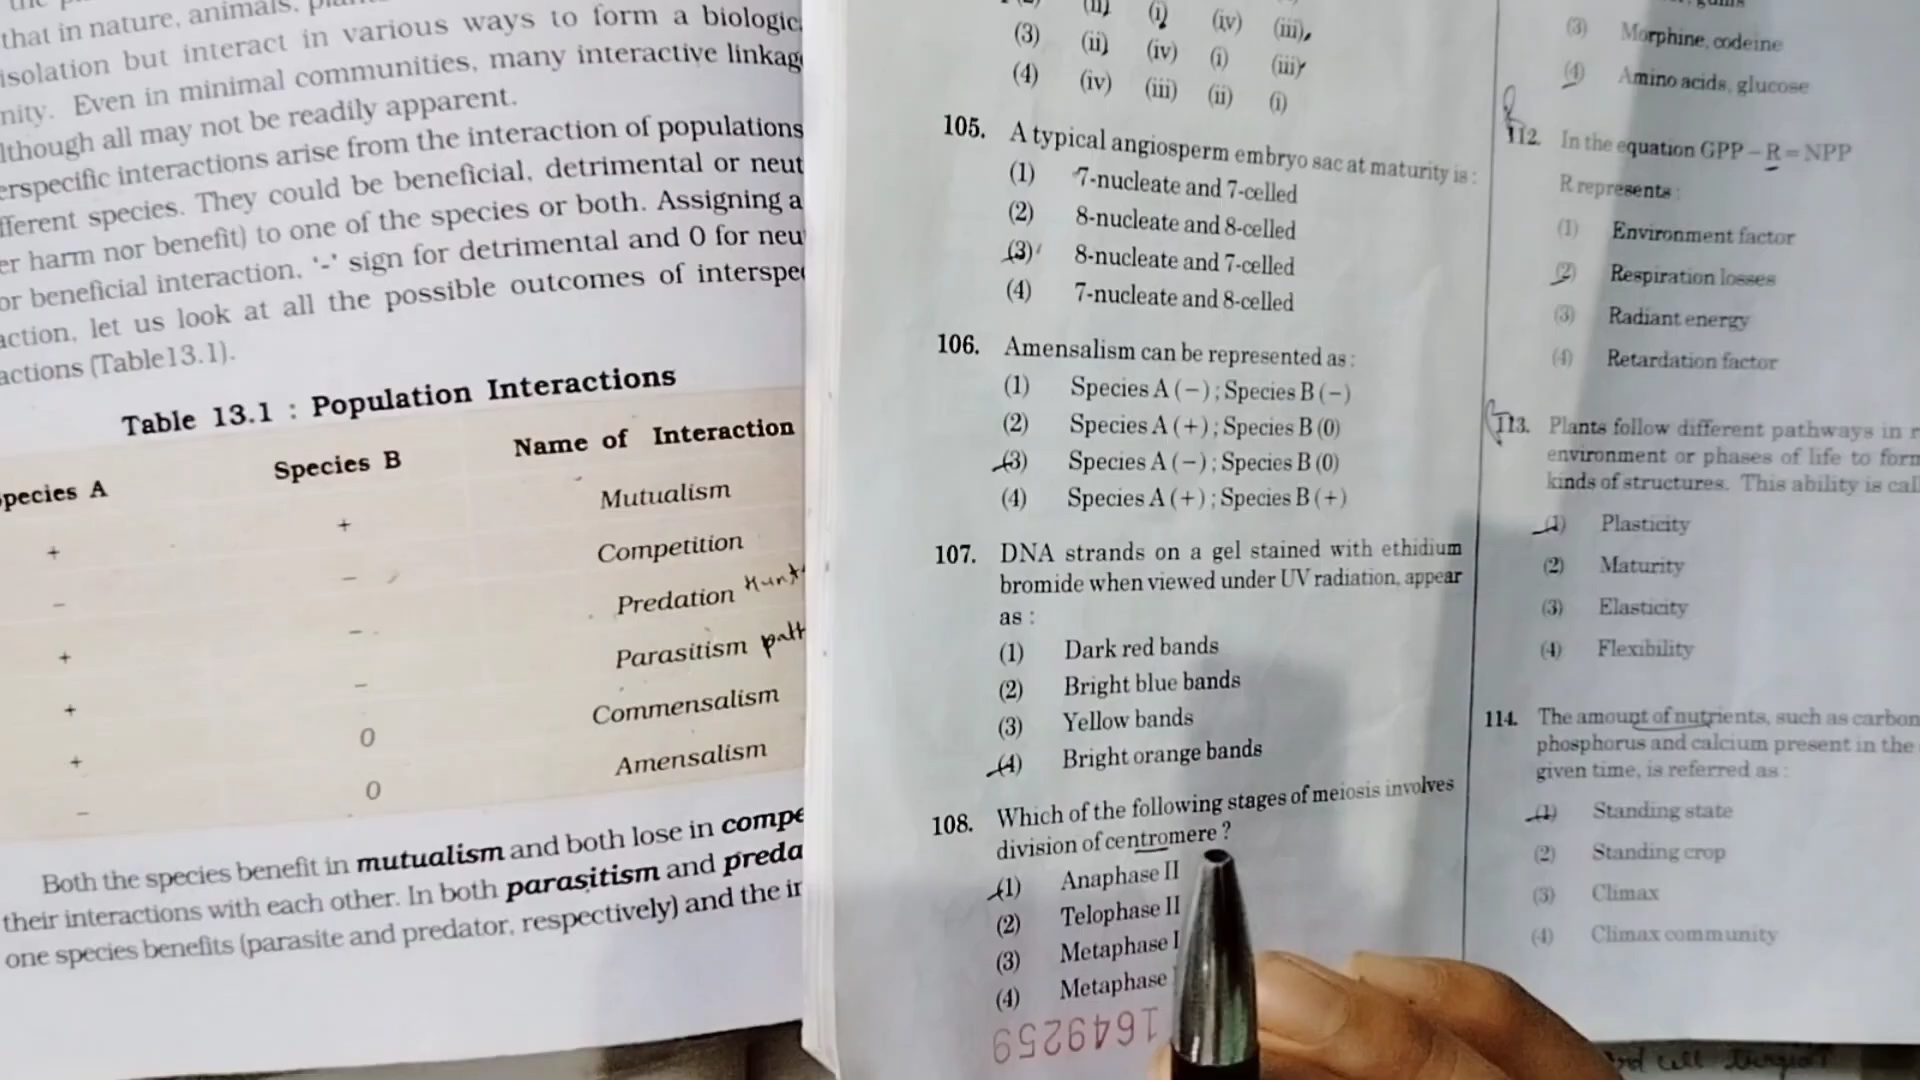 that in nature, animals,
isolation but interact in various ways to form a
nity. Even in minimal communities, many interactive
though all may not be readily apparent.
interactions arise from the interaction of populations
species. They could be beneficial, detrimental or
harm nor benefit) to one of the species or both. Assigning a
or beneficial interaction, '-' sign for detrimental and 0 for
let us look at all the possible outcomes of
(Table13.1).
Table 13.1 : Population Interactions
Species A Species B Name of Interaction
+ + Mutualism
– – Competition
+ – Predation
+ – Parasitism
+ 0 Commensalism
– 0 Amensalism
Both the species benefit in mutualism and both lose in
their interactions with each other. In both parasitism and
one species benefits (parasite and predator, respectively) and the
(ii) (i) (iv) (iii)
(3) (ii) (iv) (i) (iii)
(4) (iv) (iii) (ii) (i)
105. A typical angiosperm embryo sac at maturity is :
(1) 7-nucleate and 7-celled
(2) 8-nucleate and 8-celled
(3) 8-nucleate and 7-celled
(4) 7-nucleate and 8-celled
106. Amensalism can be represented as :
(1) Species A (–) ; Species B (–)
(2) Species A (+) ; Species B (0)
(3) Species A (–) ; Species B (0)
(4) Species A (+) ; Species B (+)
107. DNA strands on a gel stained with ethidium
bromide when viewed under UV radiation, appear
as :
(1) Dark red bands
(2) Bright blue bands
(3) Yellow bands
(4) Bright orange bands
108. Which of the following stages of meiosis involves
division of centromere ?
(1) Anaphase II
(2) Telophase II
(3) Metaphase I
(4) Metaphase
1649259
(3) Morphine, codeine
(4) Amino acids, glucose
112. In the equation GPP – R = NPP
R represents :
(1) Environment factor
(2) Respiration losses
(3) Radiant energy
(4) Retardation factor
113. Plants follow different pathways in
environment or phases of life to form
kinds of structures. This ability is
(1) Plasticity
(2) Maturity
(3) Elasticity
(4) Flexibility
114. The amount of nutrients, such as carbon
phosphorus and calcium present in the
given time, is referred as :
(1) Standing state
(2) Standing crop
(3) Climax
(4) Climax community
cell